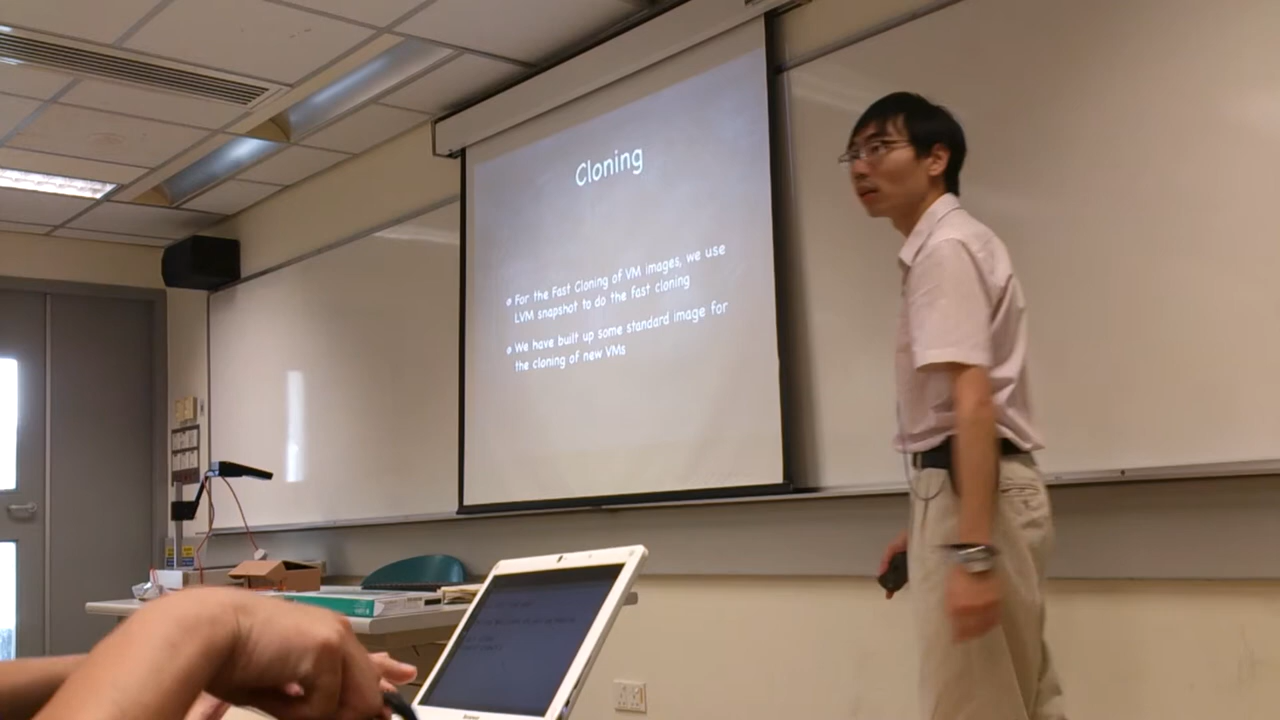 Cloning
For the Fast Cloning of VM images, we use
LVM snapshot to do the fast cloning
We have built up some standard image for
the cloning of new VMs